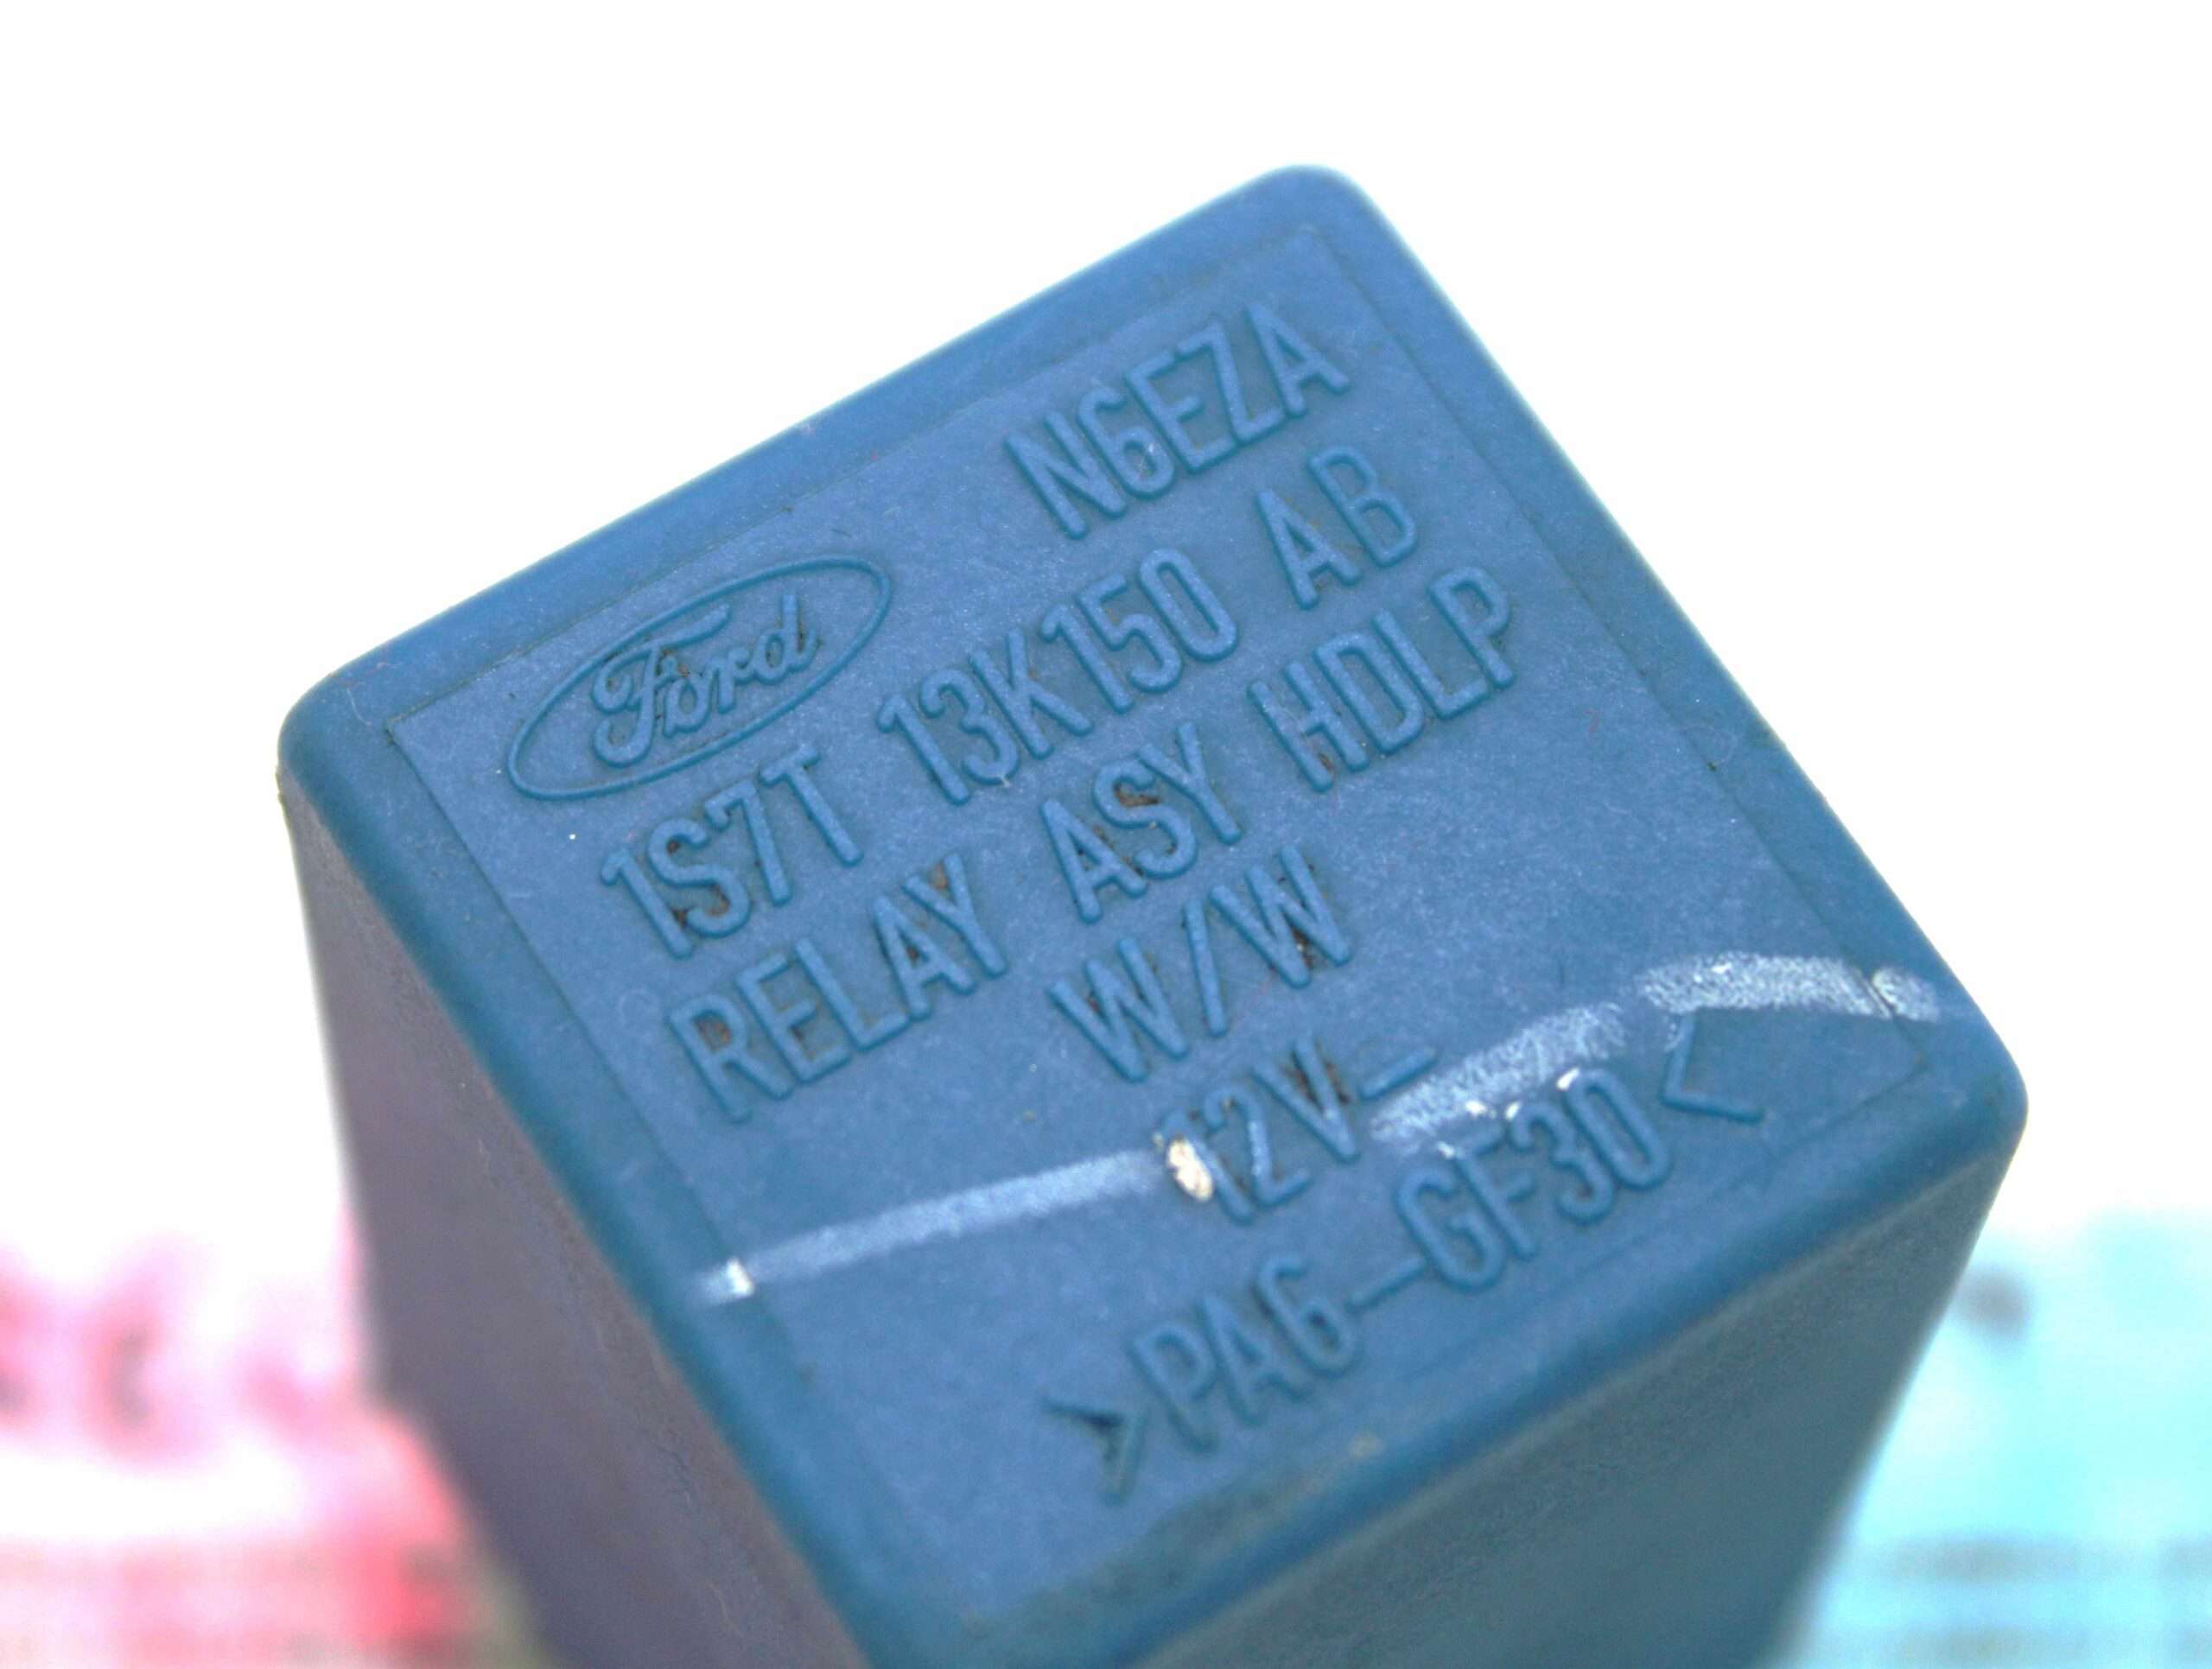 N6EZA
Ford
1S7T 13K150 AB
RELAY ASY HDLP
W/W
12V–
>PA6–GF30<